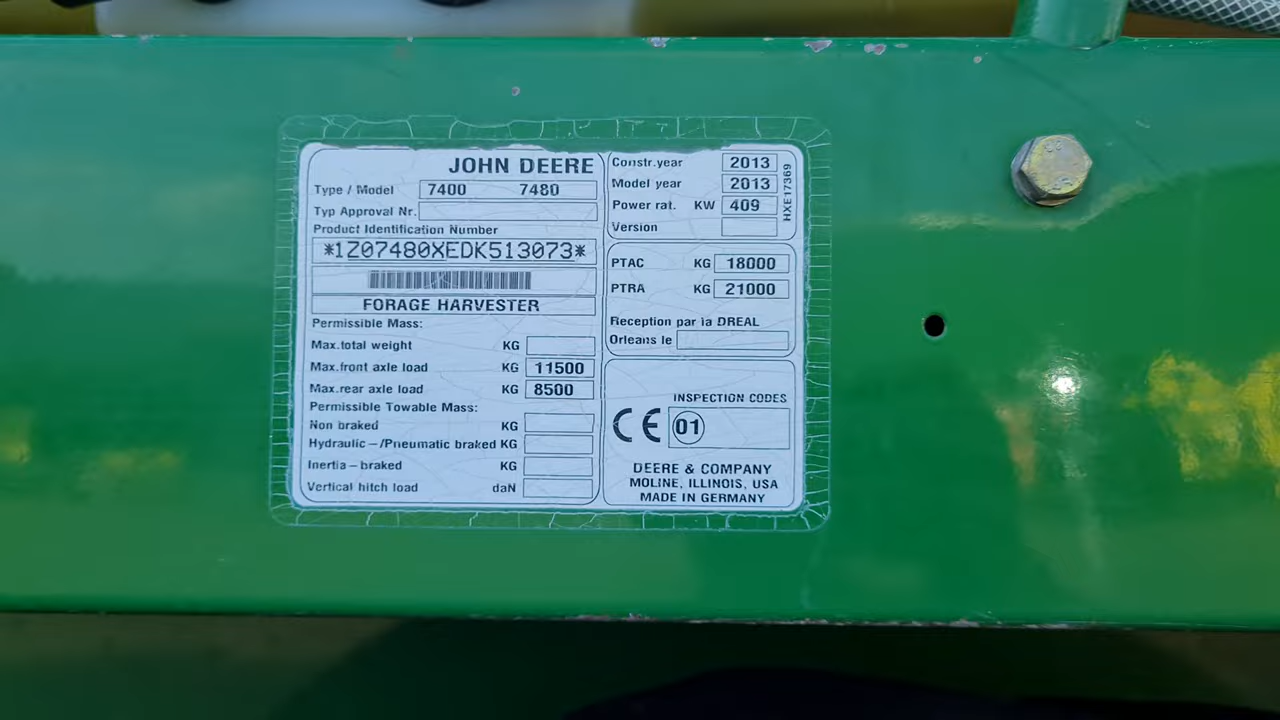 JOHN DEERE
Type / Model 7400 7480
Typ Approval Nr.
Product Identification Number
*1Z07480XEDK513073*
FORAGE HARVESTER
Permissible Mass:
Max.total weight KG
Max.front axle load KG 11500
Max.rear axle load KG 8500
Permissible Towable Mass:
Non braked KG
Hydraulic-/Pneumatic braked KG
Inertia-braked KG
Vertical hitch load daN
Constr.year 2013
Model year 2013
Power rat. KW 409
Version
HXE17369
PTAC KG 18000
PTRA KG 21000
Reception par la DREAL
Orleans le
INSPECTION CODES
CE 01
DEERE & COMPANY
MOLINE, ILLINOIS, USA
MADE IN GERMANY